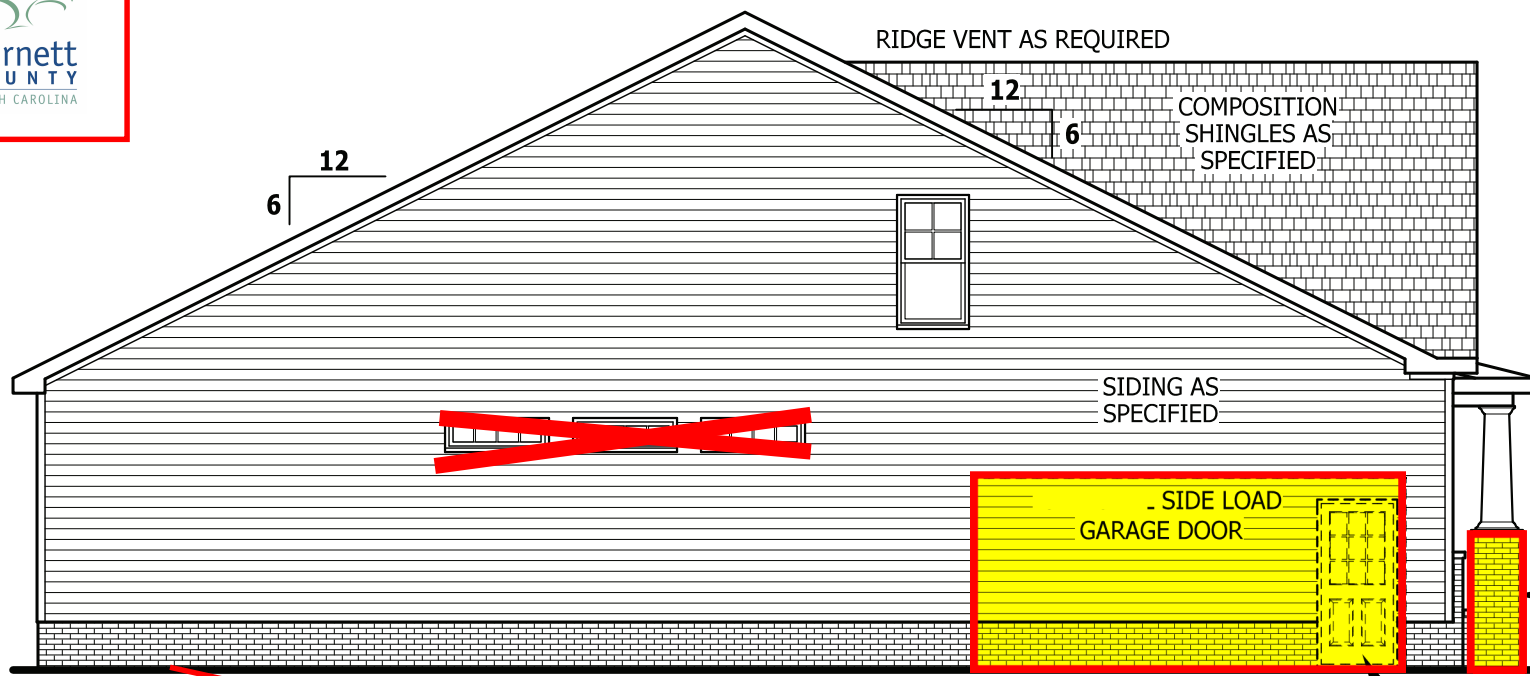 rnett
UNTY
H CAROLINA
RIDGE VENT AS REQUIRED
12
6
COMPOSITION
SHINGLES AS
SPECIFIED
12
6
SIDING AS
SPECIFIED
SIDE LOAD
GARAGE DOOR